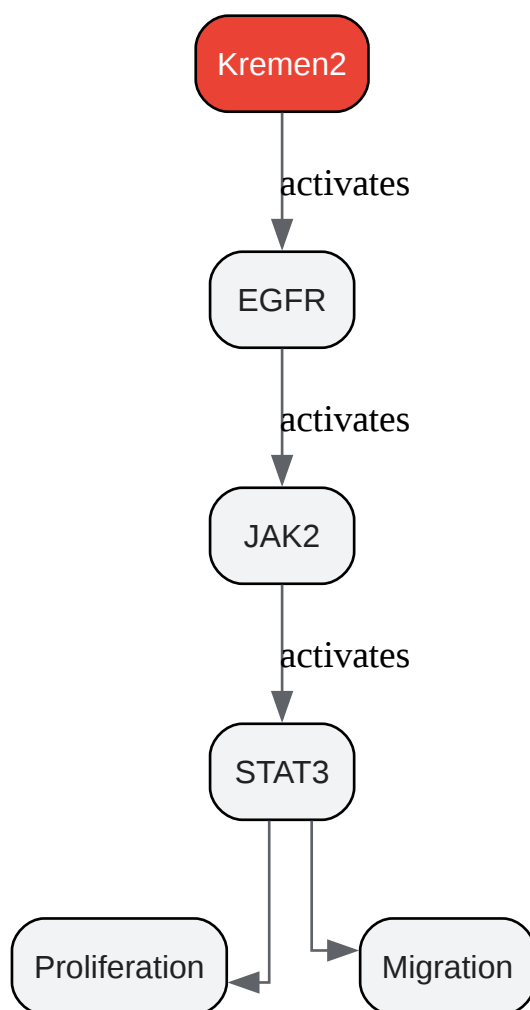 Kremen2
activates
EGFR
activates
JAK2
activates
STAT3
Proliferation
Migration